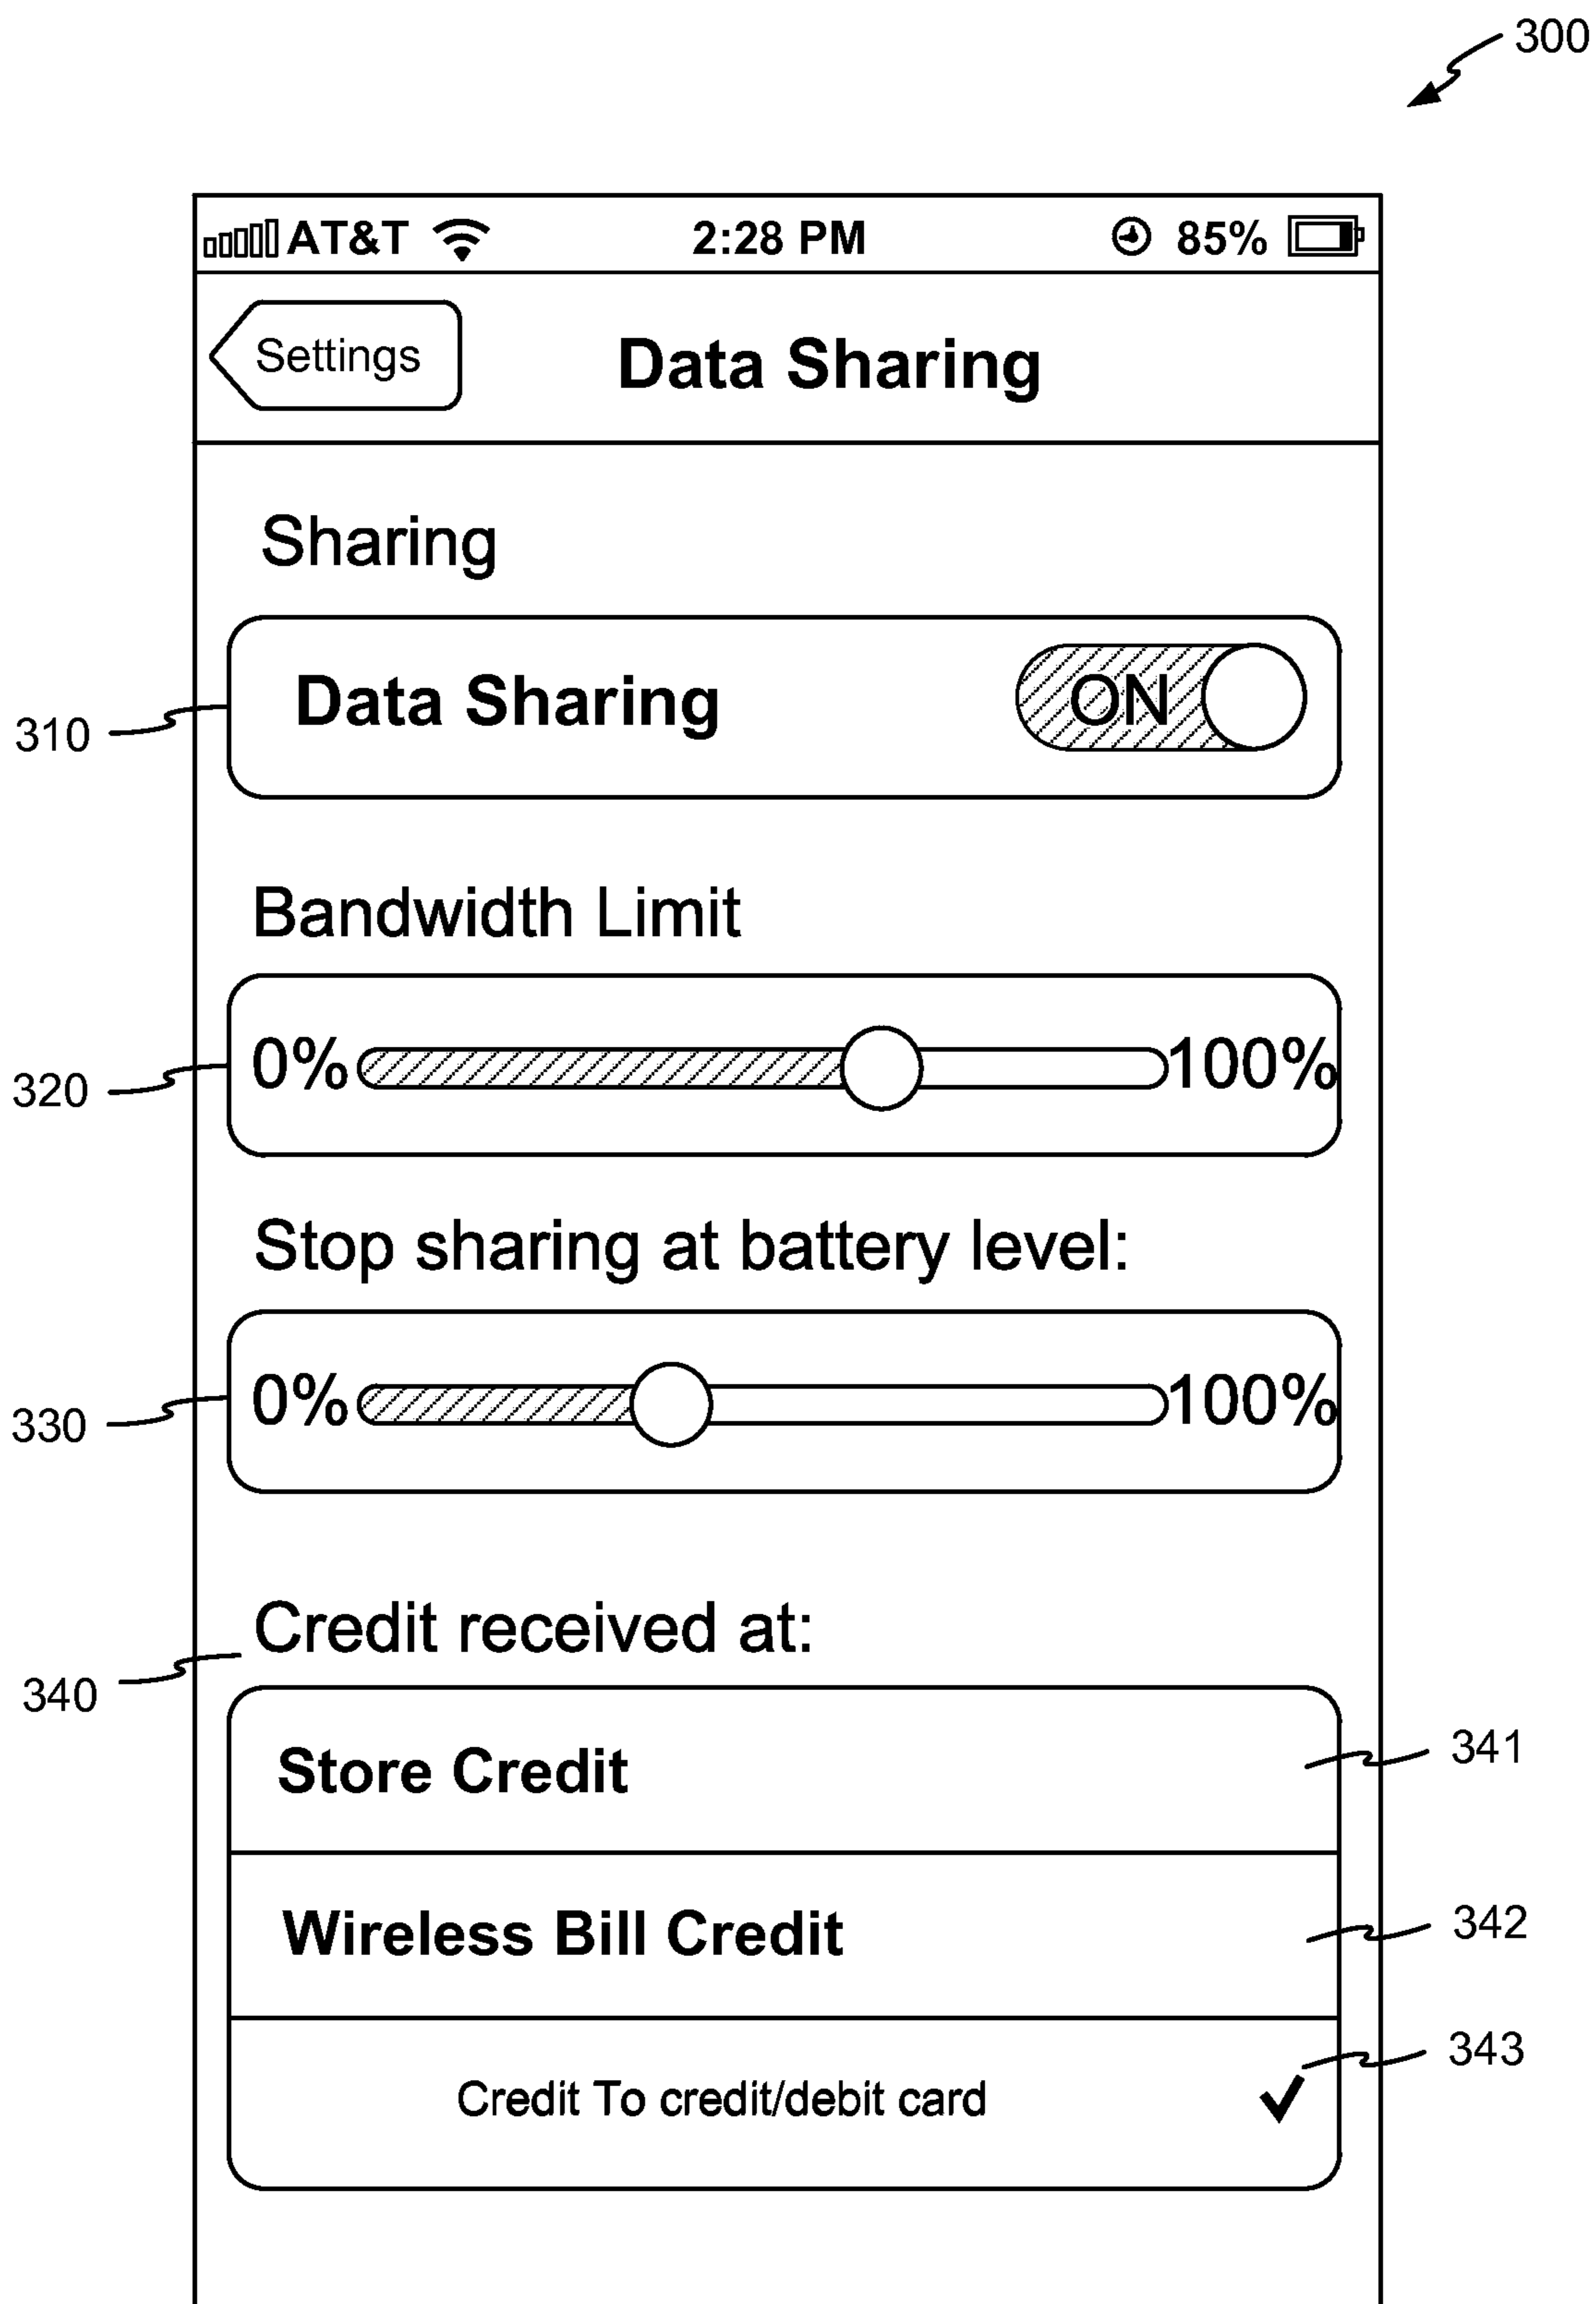 300
AT&T 2:28 PM 85%
Settings Data Sharing
Sharing
310 Data Sharing ON
Bandwidth Limit
320 0% 100%
Stop sharing at battery level:
330 0% 100%
Credit received at:
340
Store Credit 341
Wireless Bill Credit 342
343
Credit To credit/debit card